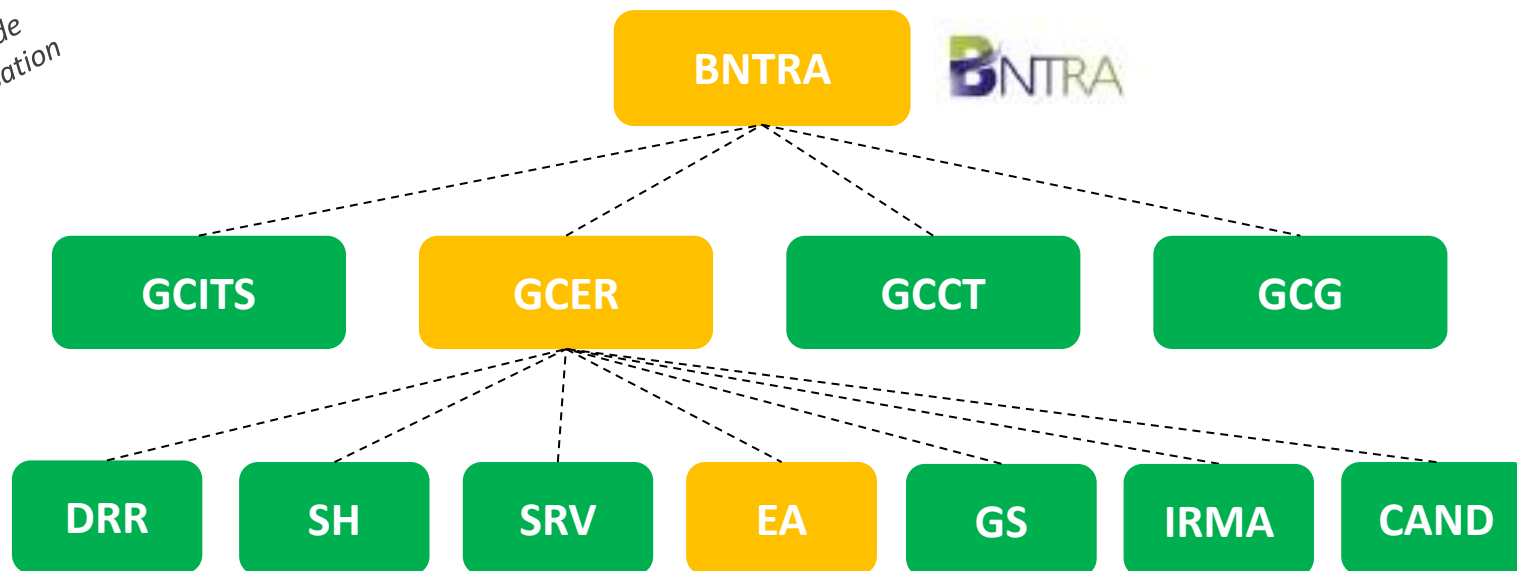 BNTRA
BNTRA
GCITS
GCER
GCCT
GCG
DRR
SH
SRV
EA
GS
IRMA
CAND